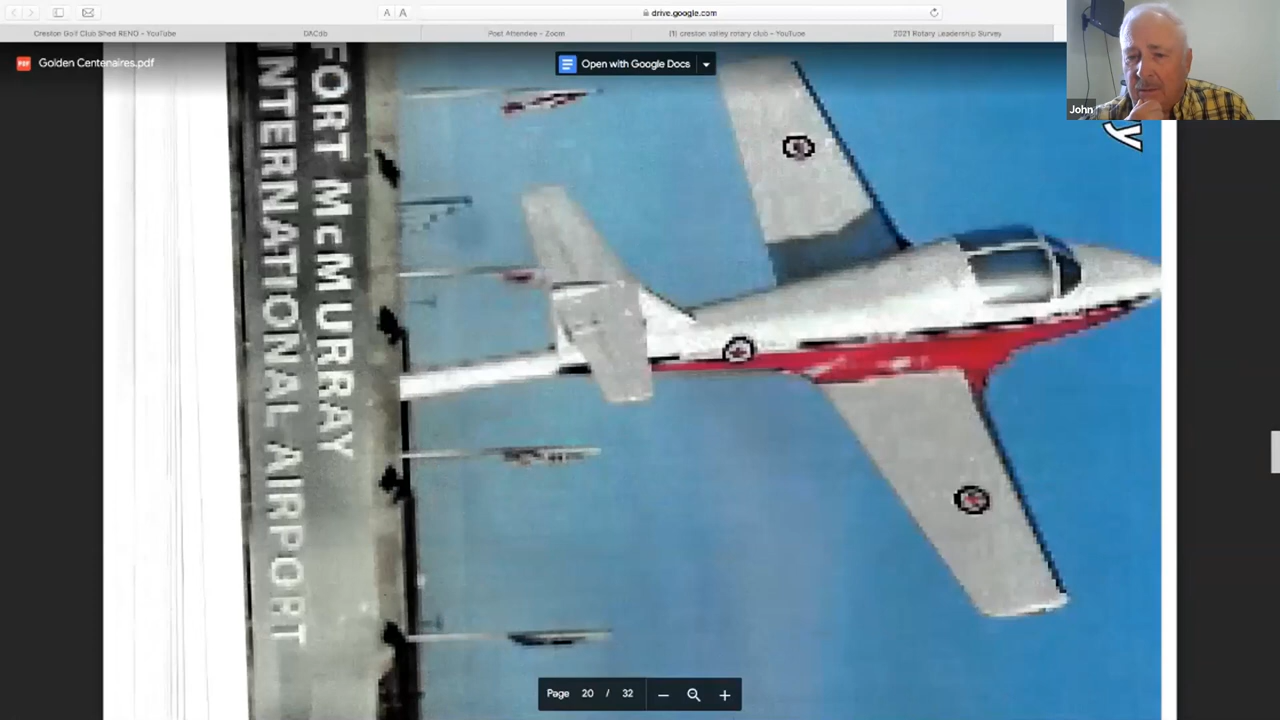 drive.google.com
Creston Golf Club Shed RENO - YouTube
DACdb
Post Attendee - Zoom
(1) creston valley rotary club - YouTube
2021 Rotary Leadership Survey
Golden Centenaires.pdf
Open with Google Docs
John
y
FORT McMURRAY
INTERNATIONAL AIRPORT
Page 20 / 32